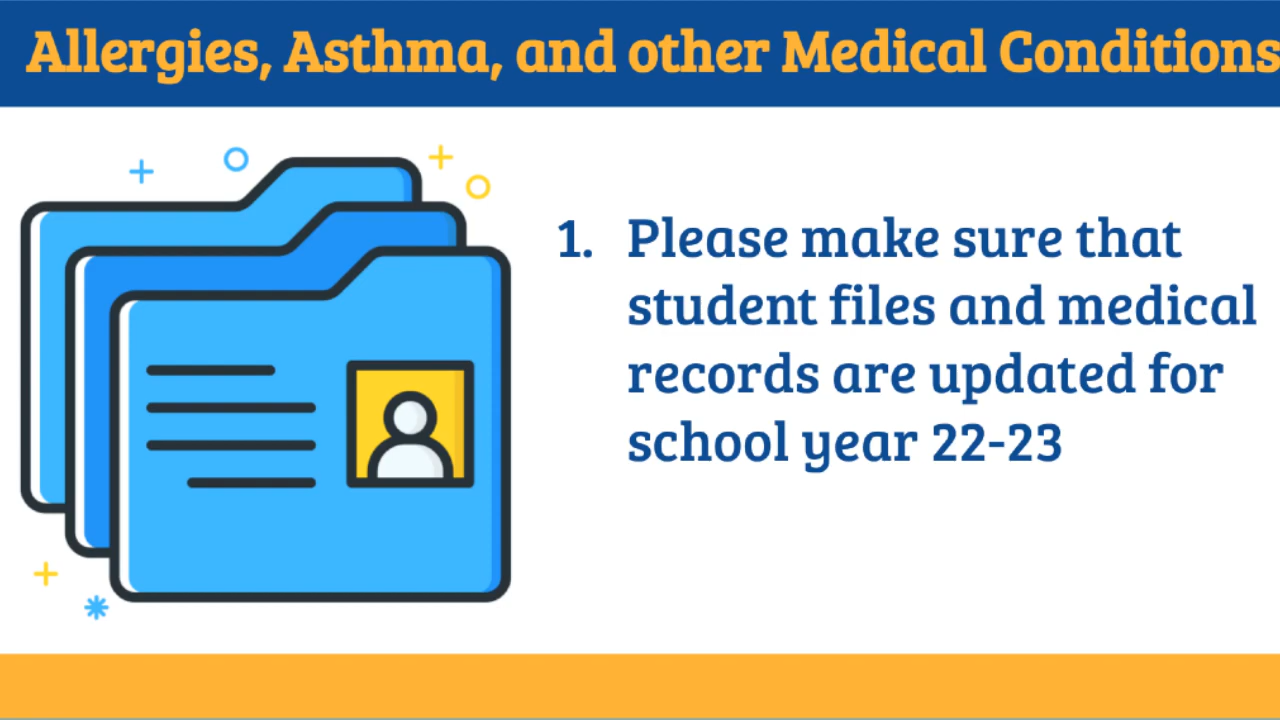 Allergies, Asthma, and other Medical Conditions
1. Please make sure that
student files and medical
records are updated for
school year 22-23